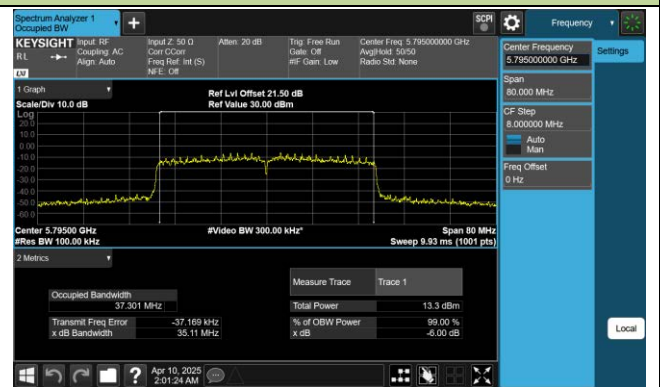 Spectrum Analyzer 1
Occupied BW
SCPI
Frequency
KEYSIGHT
Input: RF
Coupling: AC
Align: Auto
RL
LXI
Input Z: 50 Ω
Corr CCorr
Freq Ref: Int (S)
NFE: Off
Atten: 20 dB
Trig: Free Run
Gate: Off
#IF Gain: Low
Center Freq: 5.795000000 GHz
Avg|Hold: 50/50
Radio Std: None
Center Frequency
5.795000000 GHz
Settings
Span
80.000 MHz
CF Step
8.000000 MHz
Auto
Man
Freq Offset
0 Hz
Local
1 Graph
Scale/Div 10.0 dB
Ref Lvl Offset 21.50 dB
Ref Value 30.00 dBm
Log
20.0
10.0
0.00
-10.0
-20.0
-30.0
-40.0
-50.0
-60.0
Center 5.79500 GHz
#Video BW 300.00 kHz*
Span 80 MHz
#Res BW 100.00 kHz
Sweep 9.93 ms (1001 pts)
2 Metrics
Measure Trace Trace 1
Occupied Bandwidth
37.301 MHz
Total Power 13.3 dBm
Transmit Freq Error -37.169 kHz
% of OBW Power 99.00 %
x dB Bandwidth 35.11 MHz
x dB -6.00 dB
?
Apr 10, 2025
2:01:24 AM